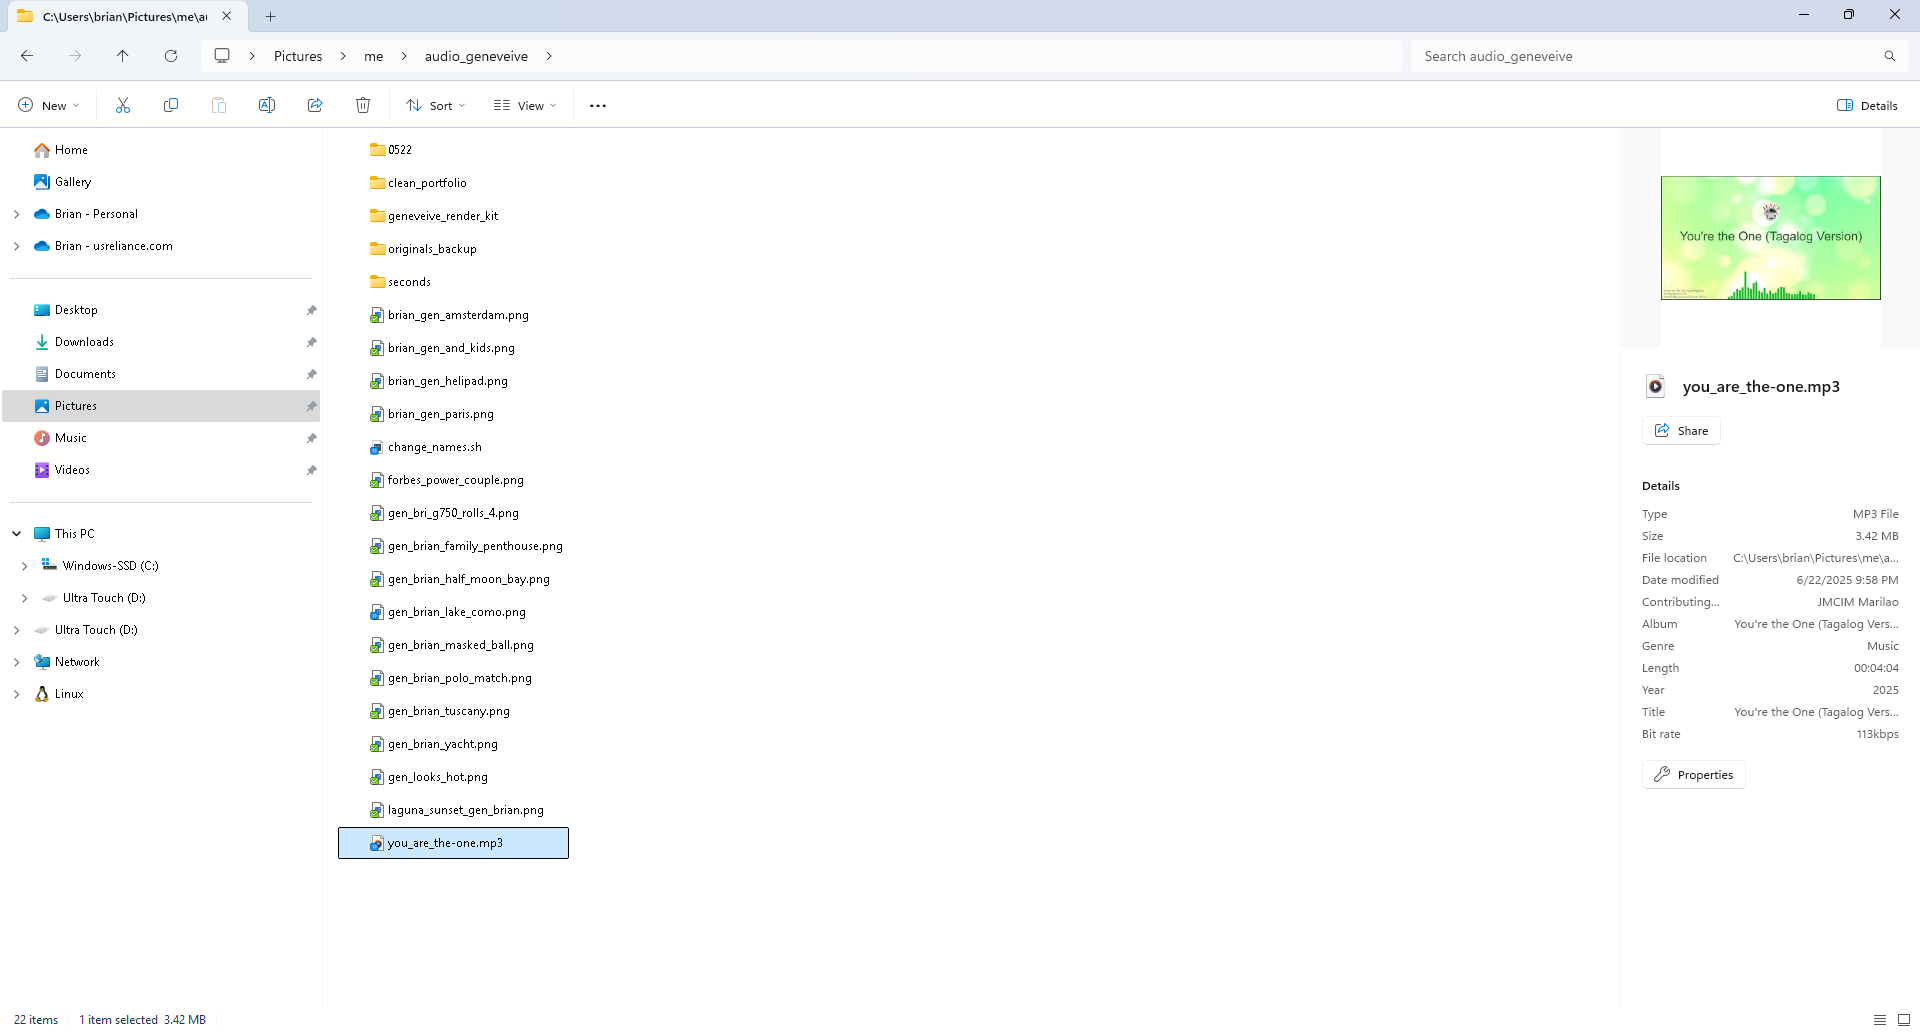 C:\Users\brian\Pictures\me\au
Pictures
me
audio_geneveive
Search audio_geneveive
New
Sort
View
Details
Home
Gallery
Brian - Personal
Brian - usreliance.com
Desktop
Downloads
Documents
Pictures
Music
Videos
This PC
Windows-SSD (C:)
Ultra Touch (D:)
Ultra Touch (D:)
Network
Linux
0522
clean_portfolio
geneveive_render_kit
originals_backup
seconds
brian_gen_amsterdam.png
brian_gen_and_kids.png
brian_gen_helipad.png
brian_gen_paris.png
change_names.sh
forbes_power_couple.png
gen_bri_g750_rolls_4.png
gen_brian_family_penthouse.png
gen_brian_half_moon_bay.png
gen_brian_lake_como.png
gen_brian_masked_ball.png
gen_brian_polo_match.png
gen_brian_tuscany.png
gen_brian_yacht.png
gen_looks_hot.png
laguna_sunset_gen_brian.png
you_are_the-one.mp3
You're the One (Tagalog Version)
you_are_the-one.mp3
Share
Details
Type MP3 File
Size 3.42 MB
File location C:\Users\brian\Pictures\me\a...
Date modified 6/22/2025 9:58 PM
Contributing... JMCIM Marilao
Album You're the One (Tagalog Vers...
Genre Music
Length 00:04:04
Year 2025
Title You're the One (Tagalog Vers...
Bit rate 113kbps
Properties
22 items 1 item selected 3.42 MB